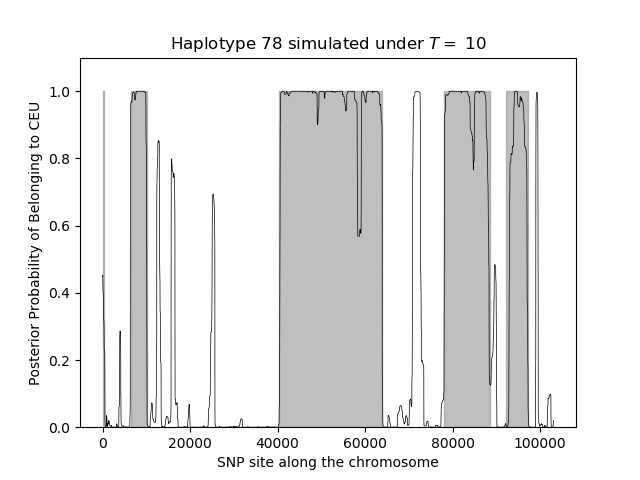 Haplotype 78 simulated under T = 10
Posterior Probability of Belonging to CEU
1.0
0.8
0.6
0.4
0.2
0.0
0 20000 40000 60000 80000 100000
SNP site along the chromosome